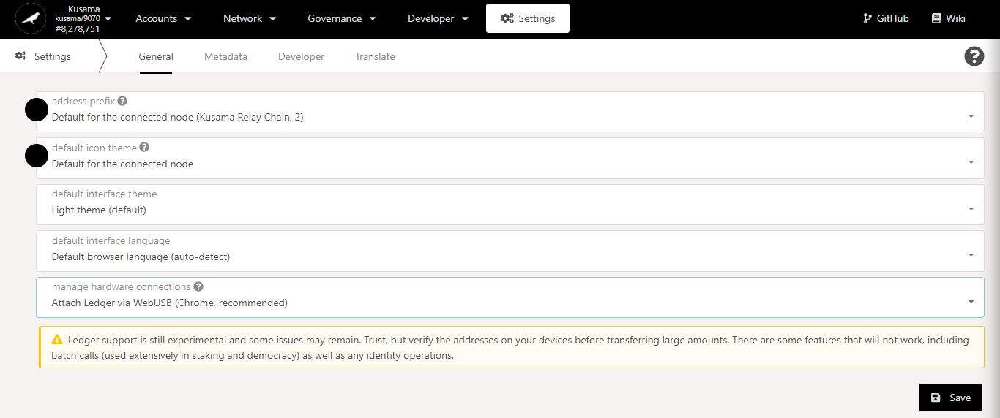 Kusama
kusama/9070
#8,278,751
Accounts
Network
Governance
Developer
Settings
GitHub
Wiki
Settings
General
Metadata
Developer
Translate
?
address prefix ?
Default for the connected node (Kusama Relay Chain, 2)
default icon theme ?
Default for the connected node
default interface theme
Light theme (default)
default interface language
Default browser language (auto-detect)
manage hardware connections ?
Attach Ledger via WebUSB (Chrome, recommended)
Ledger support is still experimental and some issues may remain. Trust, but verify the addresses on your devices before transferring large amounts. There are some features that will not work, including
batch calls (used extensively in staking and democracy) as well as any identity operations.
Save